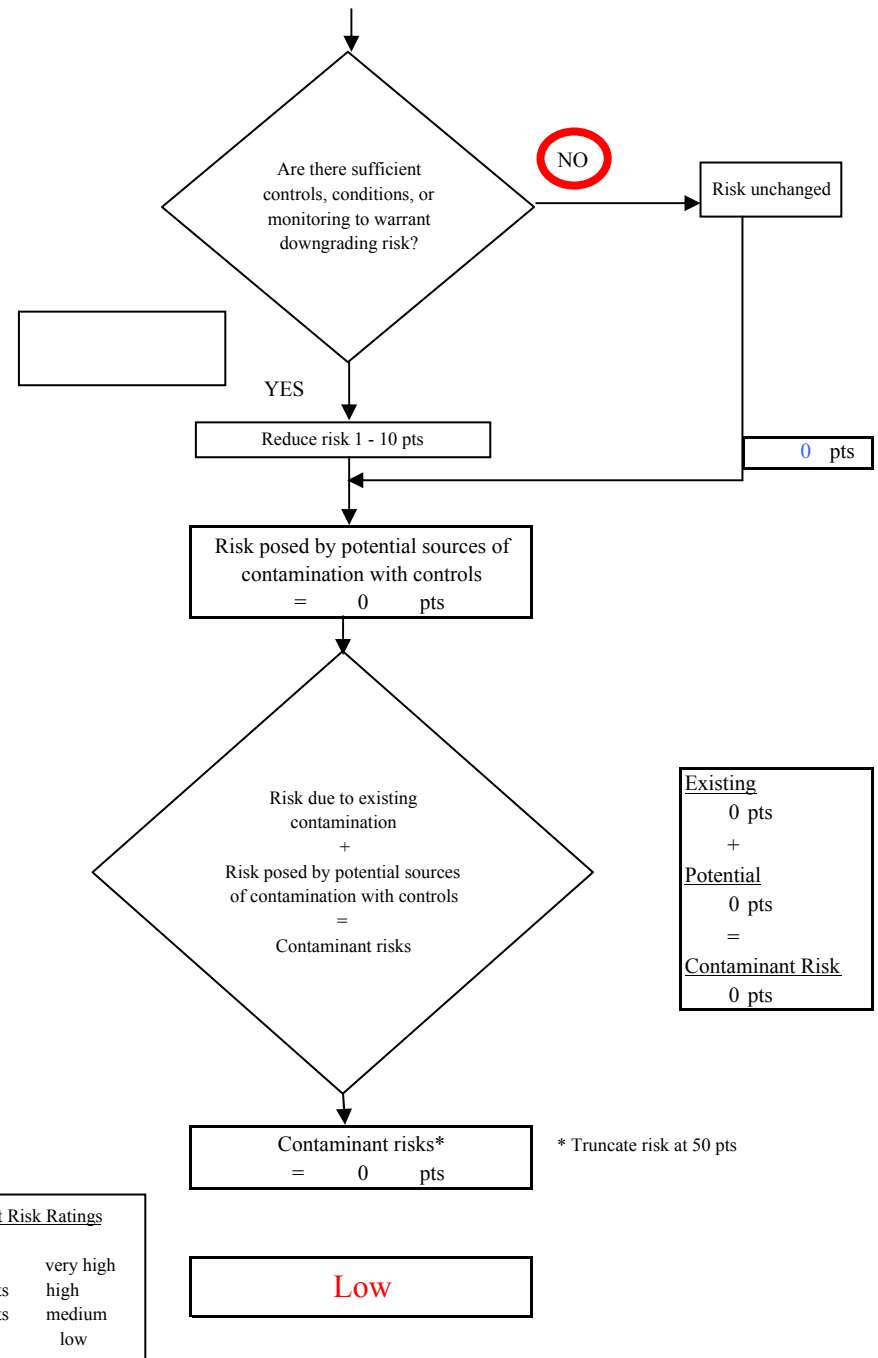 Are there sufficient
controls, conditions, or
monitoring to warrant
downgrading risk?
NO
Risk unchanged
YES
Reduce risk 1 - 10 pts
0 pts
Risk posed by potential sources of
contamination with controls
= 0 pts
Risk due to existing
contamination
+
Risk posed by potential sources
of contamination with controls
=
Contaminant risks
Existing
0 pts
+
Potential
0 pts
=
Contaminant Risk
0 pts
Contaminant risks*
= 0 pts
* Truncate risk at 50 pts
Risk Ratings
very high
high
medium
low
Low